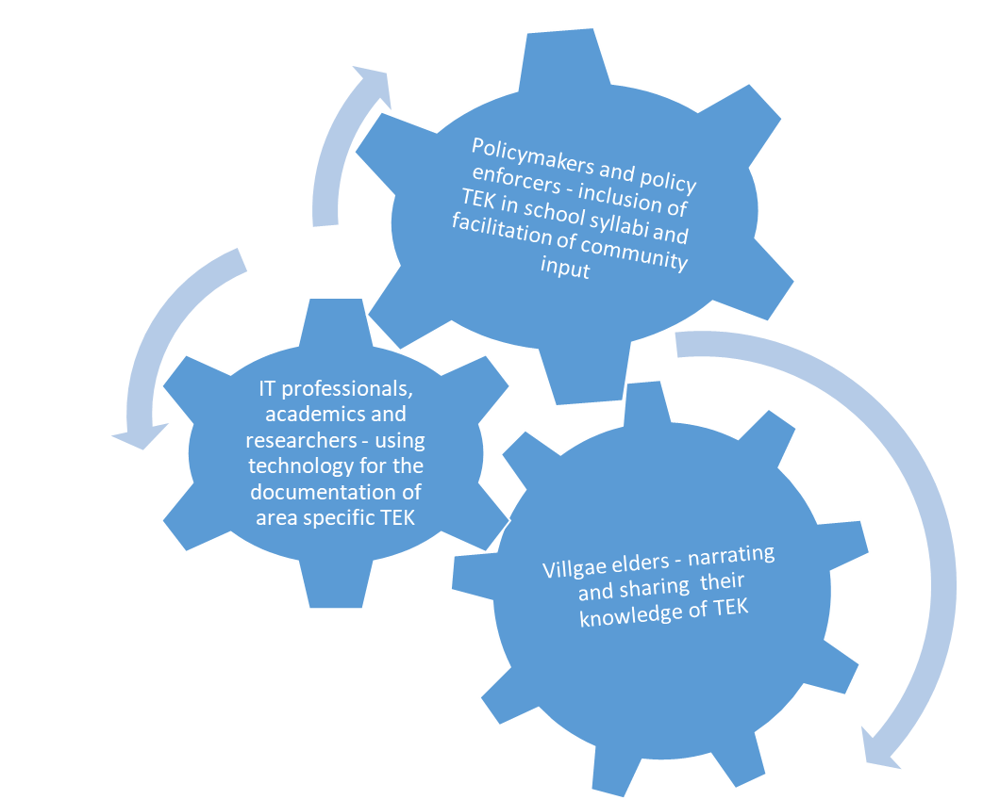 Policymakers and policy
enforcers - inclusion of
TEK in school syllabi and
facilitation of community
input
IT professionals,
academics and
researchers - using
technology for the
documentation of
area specific TEK
Villgae elders - narrating
and sharing  their
knowledge of TEK